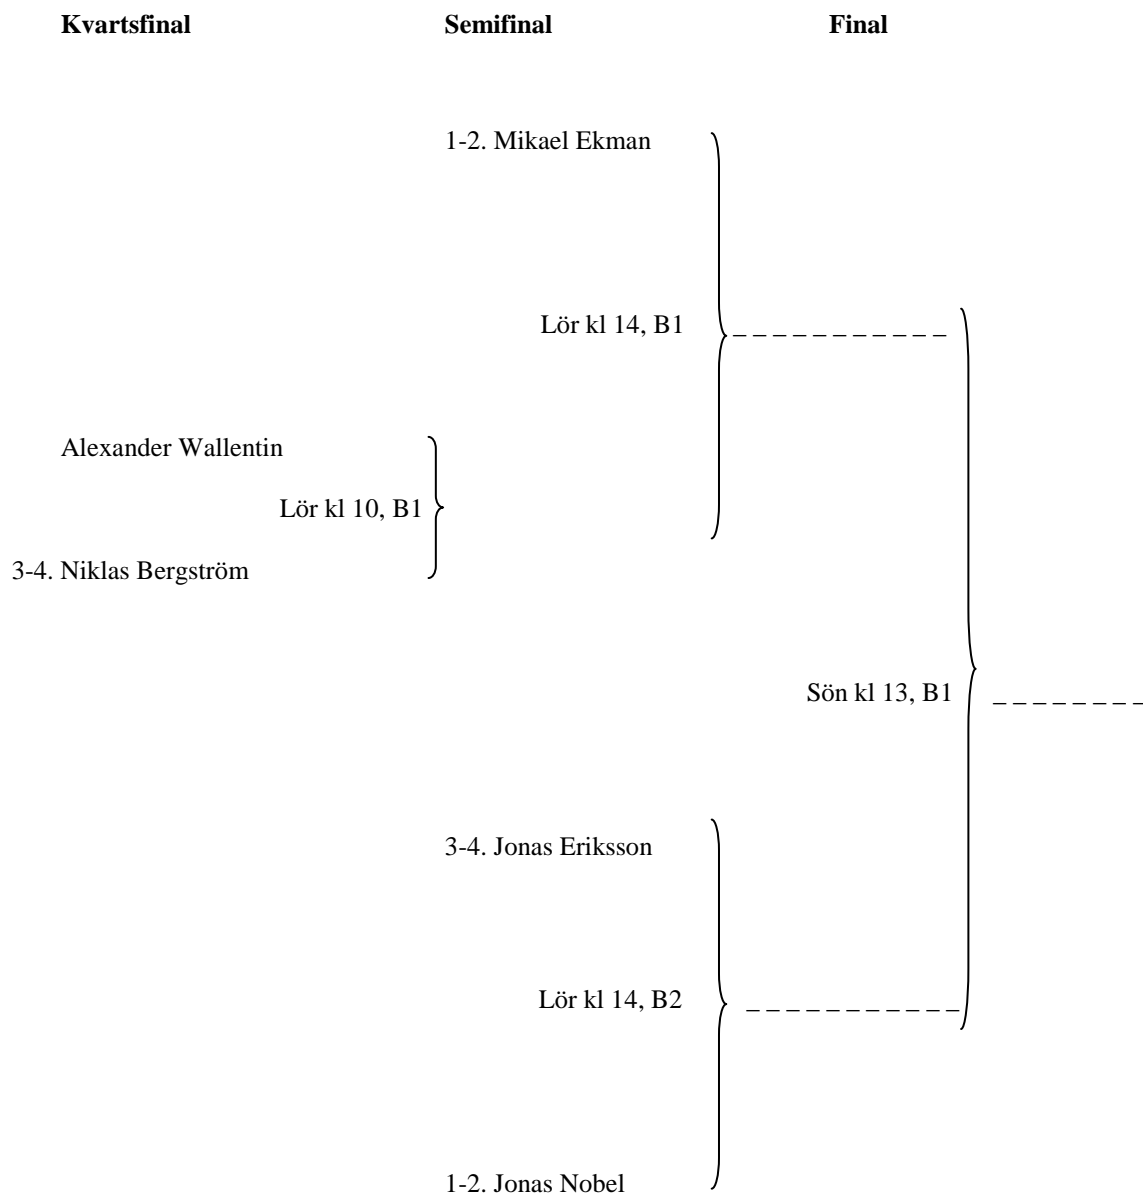 Kvartsfinal Semifinal Final
1-2. Mikael Ekman
Lör kl 14, B1
Alexander Wallentin
Lör kl 10, B1
3-4. Niklas Bergström
Sön kl 13, B1
3-4. Jonas Eriksson
Lör kl 14, B2
1-2. Jonas Nobel